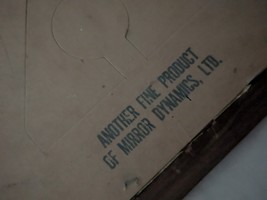 ANOTHER FINE PRODUCT
OF MIRROR DYNAMICS, LTD.